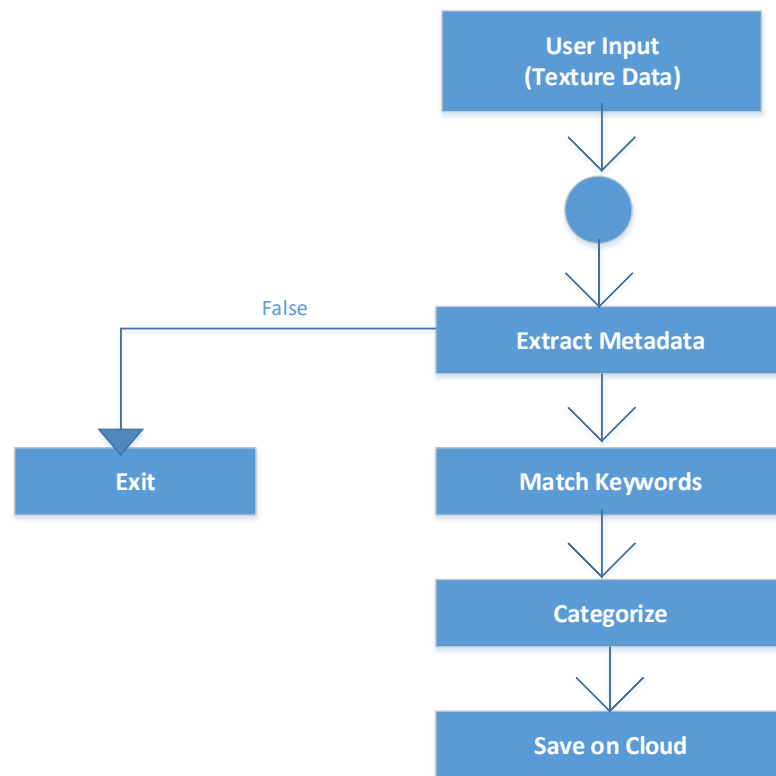 User Input
(Texture Data)
False
Extract Metadata
Exit
Match Keywords
Categorize
Save on Cloud